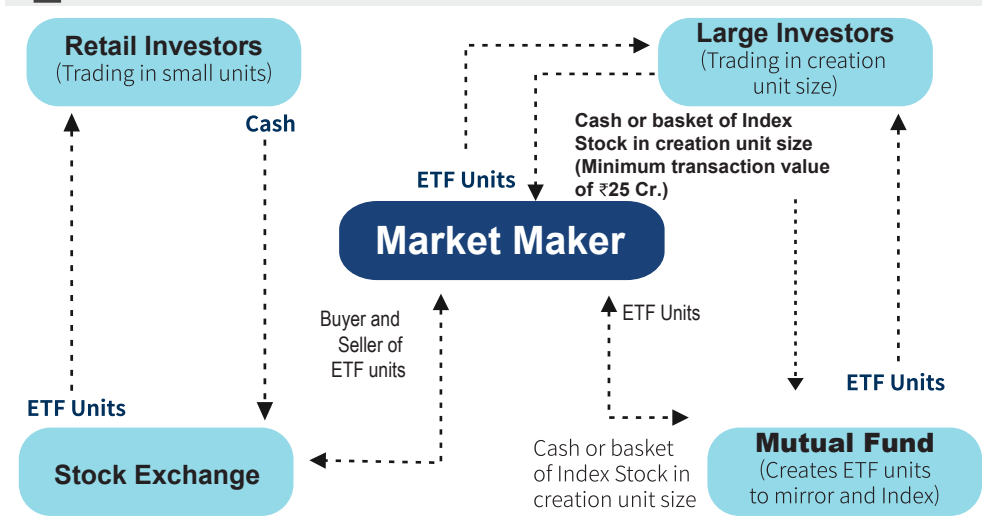 Retail Investors
(Trading in small units)
Large Investors
(Trading in creation
unit size)
Cash
Cash or basket of Index
Stock in creation unit size
(Minimum transaction value
of ₹25 Cr.)
ETF Units
Market Maker
Buyer and
Seller of
ETF units
ETF Units
ETF Units
ETF Units
Stock Exchange
Cash or basket
of Index Stock in
creation unit size
Mutual Fund
(Creates ETF units
to mirror and Index)